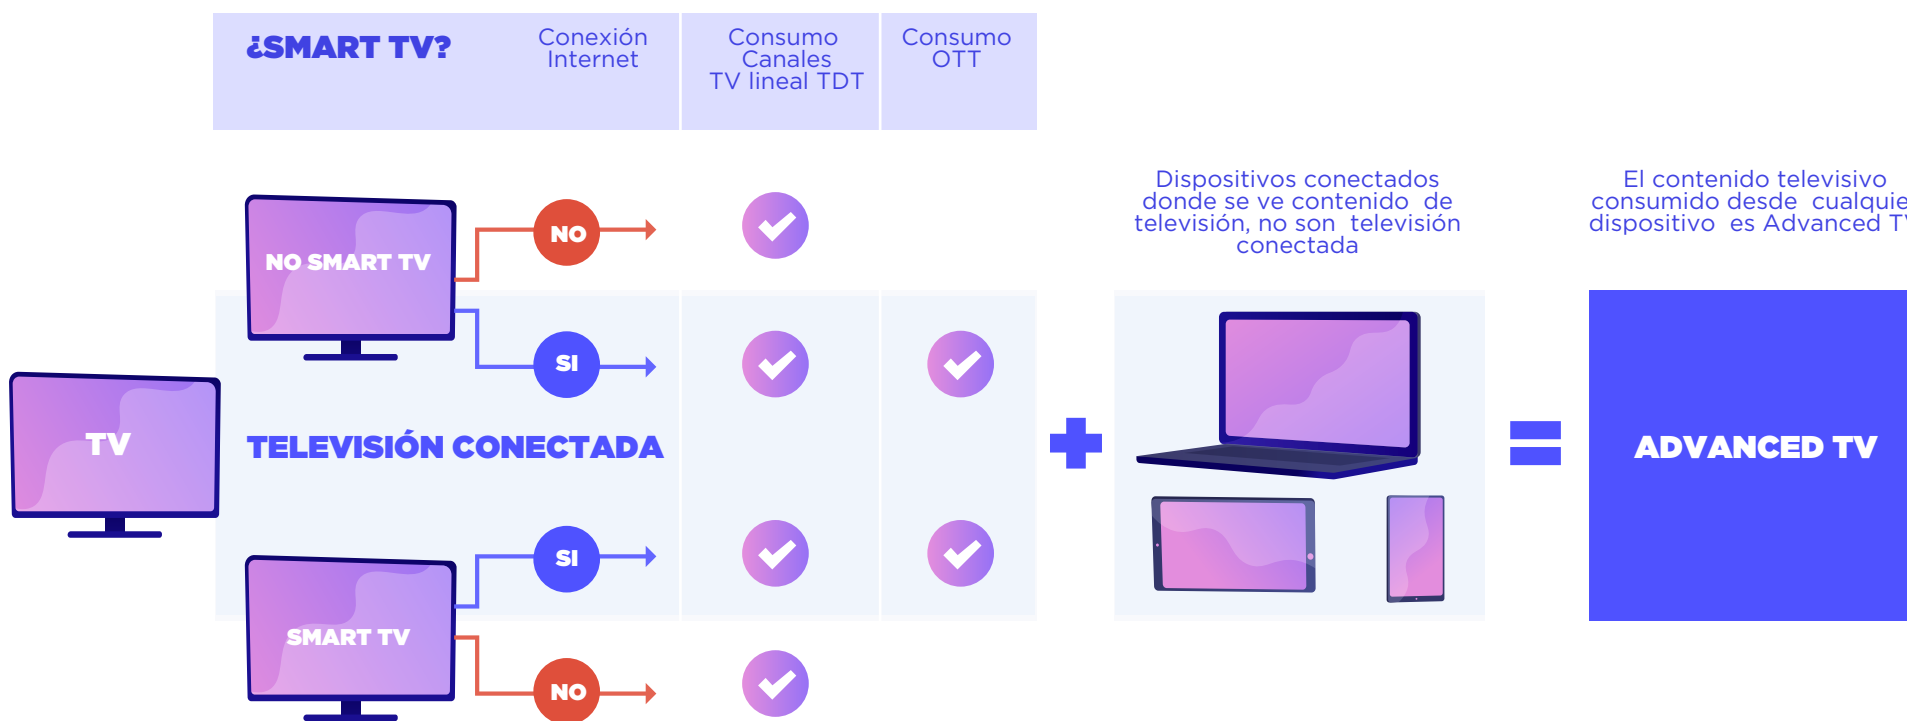 ¿SMART TV?
Conexión
Internet
Consumo
Canales
TV lineal TDT
Consumo
OTT
Dispositivos conectados
donde se ve contenido de
televisión, no son televisión
conectada
El contenido televisivo
consumido desde cualquie
dispositivo es Advanced T
NO SMART TV
NO
SI
TV
TELEVISIÓN CONECTADA
ADVANCED TV
SI
SMART TV
NO